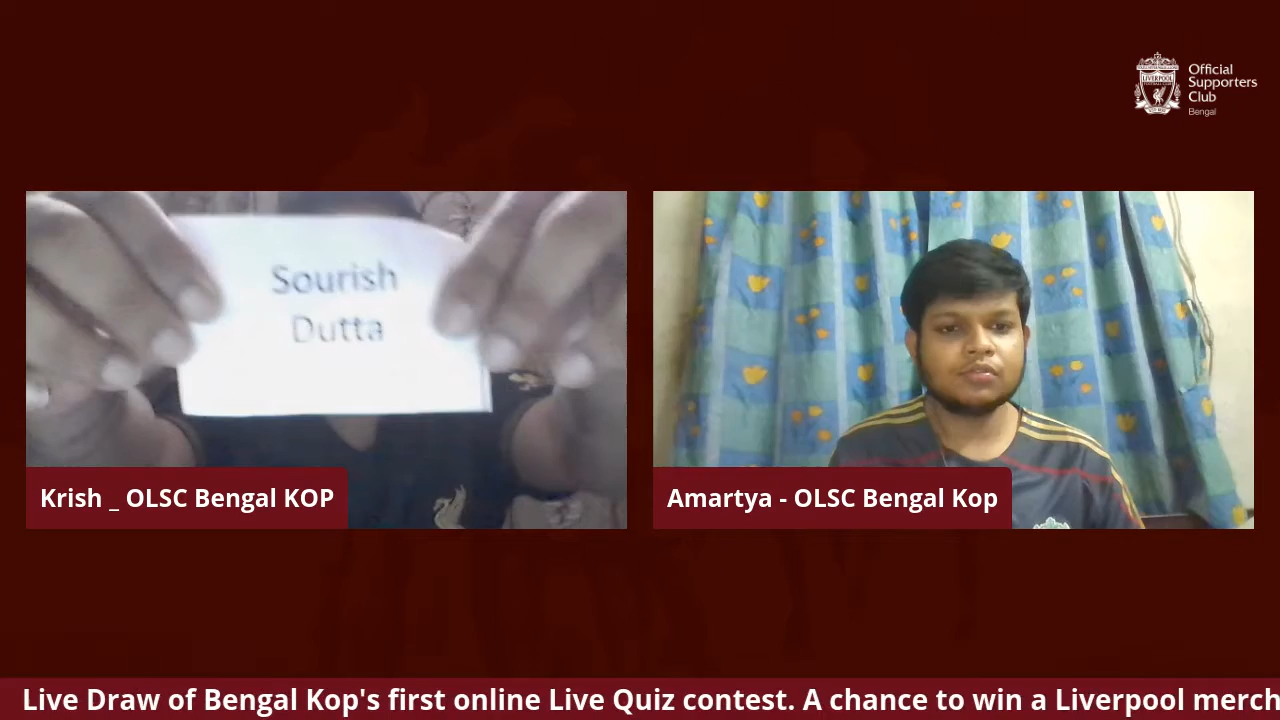 Official
Supporters
Club
Bengal
LIVERPOOL
Sourish
Dutta
Krish _ OLSC Bengal KOP
Amartya - OLSC Bengal Kop
Live Draw of Bengal Kop's first online Live Quiz contest. A chance to win a Liverpool merch